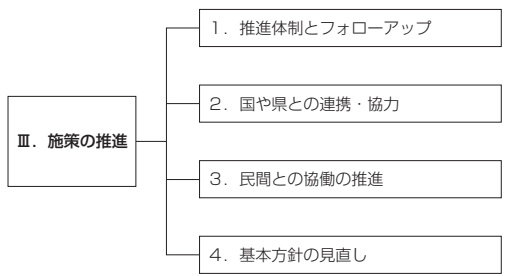 Ⅲ．施策の推進
１．推進体制とフォローアップ
２．国や県との連携・協力
３．民間との協働の推進
４．基本方針の見直し